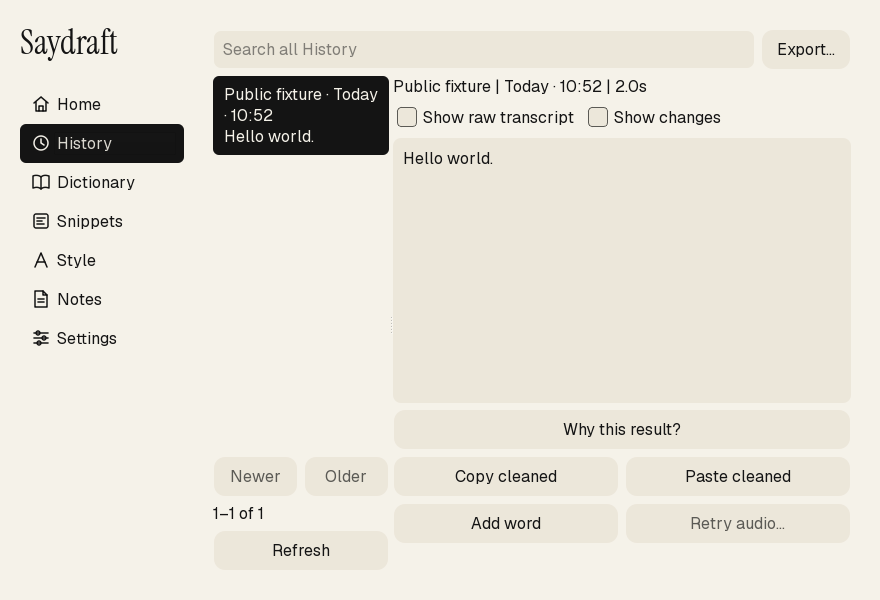 Saydraft
Home
History
Dictionary
Snippets
Style
Notes
Settings
Search all History
Export...
Public fixture · Today
· 10:52
Hello world.
Public fixture | Today · 10:52 | 2.0s
Show raw transcript
Show changes
Hello world.
Why this result?
Newer
Older
Copy cleaned
Paste cleaned
1–1 of 1
Add word
Retry audio...
Refresh